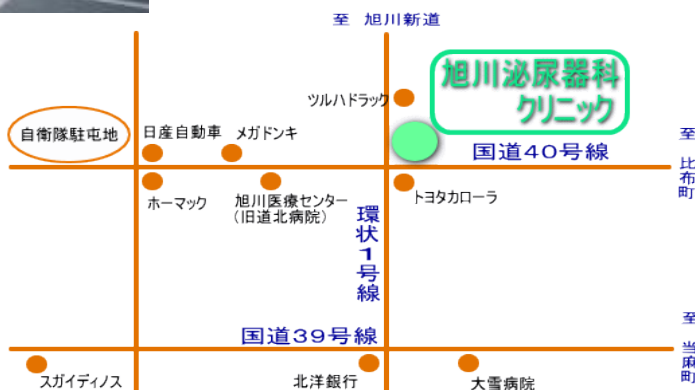 至 旭川新道
旭川泌尿器科
クリニック
ツルハドラック
自衛隊駐屯地
日産自動車
メガドンキ
国道40号線
至
比
布
町
ホーマック
旭川医療センター
(旧道北病院)
トヨタカローラ
環
状
1
号
線
国道39号線
至
当
麻
町
スガイディノス
北洋銀行
大雪病院